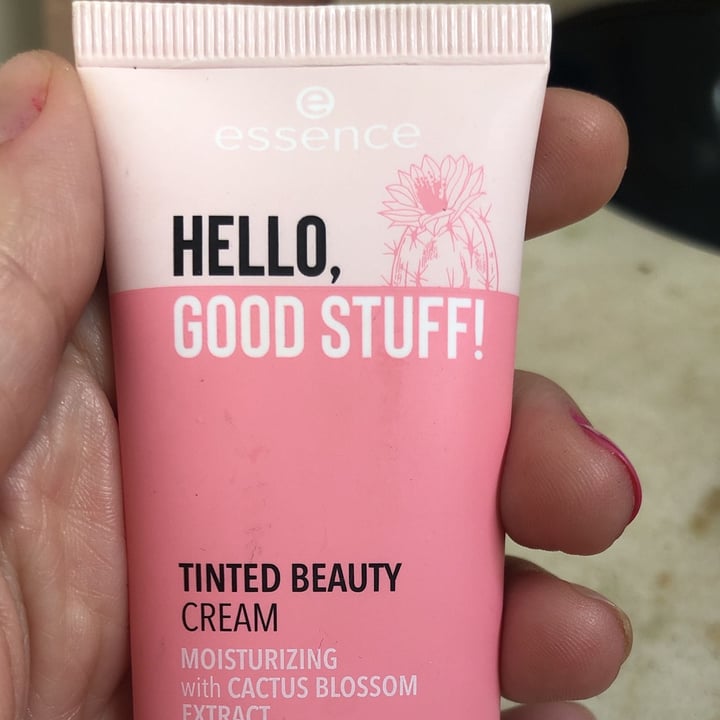 e
essence
HELLO,
GOOD STUFF!
TINTED BEAUTY
CREAM
MOISTURIZING
with CACTUS BLOSSOM
EXTRACT